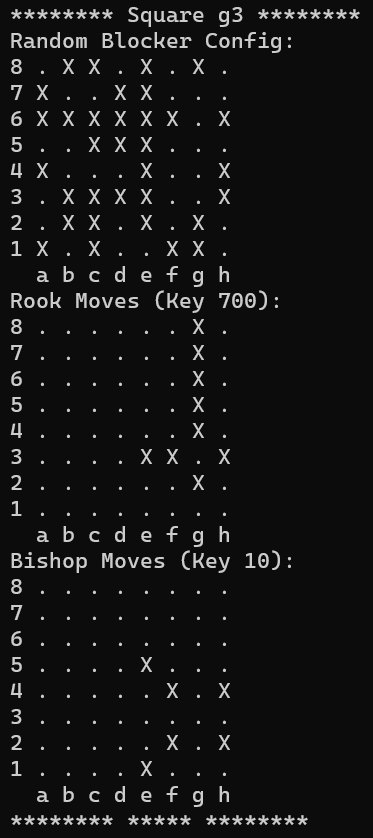 ******** Square g3 ********
Random Blocker Config:
8 . X X . X . X .
7 X . . X X . . .
6 X X X X X X . X
5 . . X X X . . .
4 X . . . X . . X
3 . X X X X . . X
2 . X X . X . X .
1 X . X . . X X .
  a b c d e f g h
Rook Moves (Key 700):
8 . . . . . . X .
7 . . . . . . X .
6 . . . . . . X .
5 . . . . . . X .
4 . . . . . . X .
3 . . . . X X . X
2 . . . . . . X .
1 . . . . . . . .
  a b c d e f g h
Bishop Moves (Key 10):
8 . . . . . . . .
7 . . . . . . . .
6 . . . . . . . .
5 . . . . X . . .
4 . . . . . X . X
3 . . . . . . . .
2 . . . . . X . X
1 . . . . X . . .
  a b c d e f g h
******** ***** ********